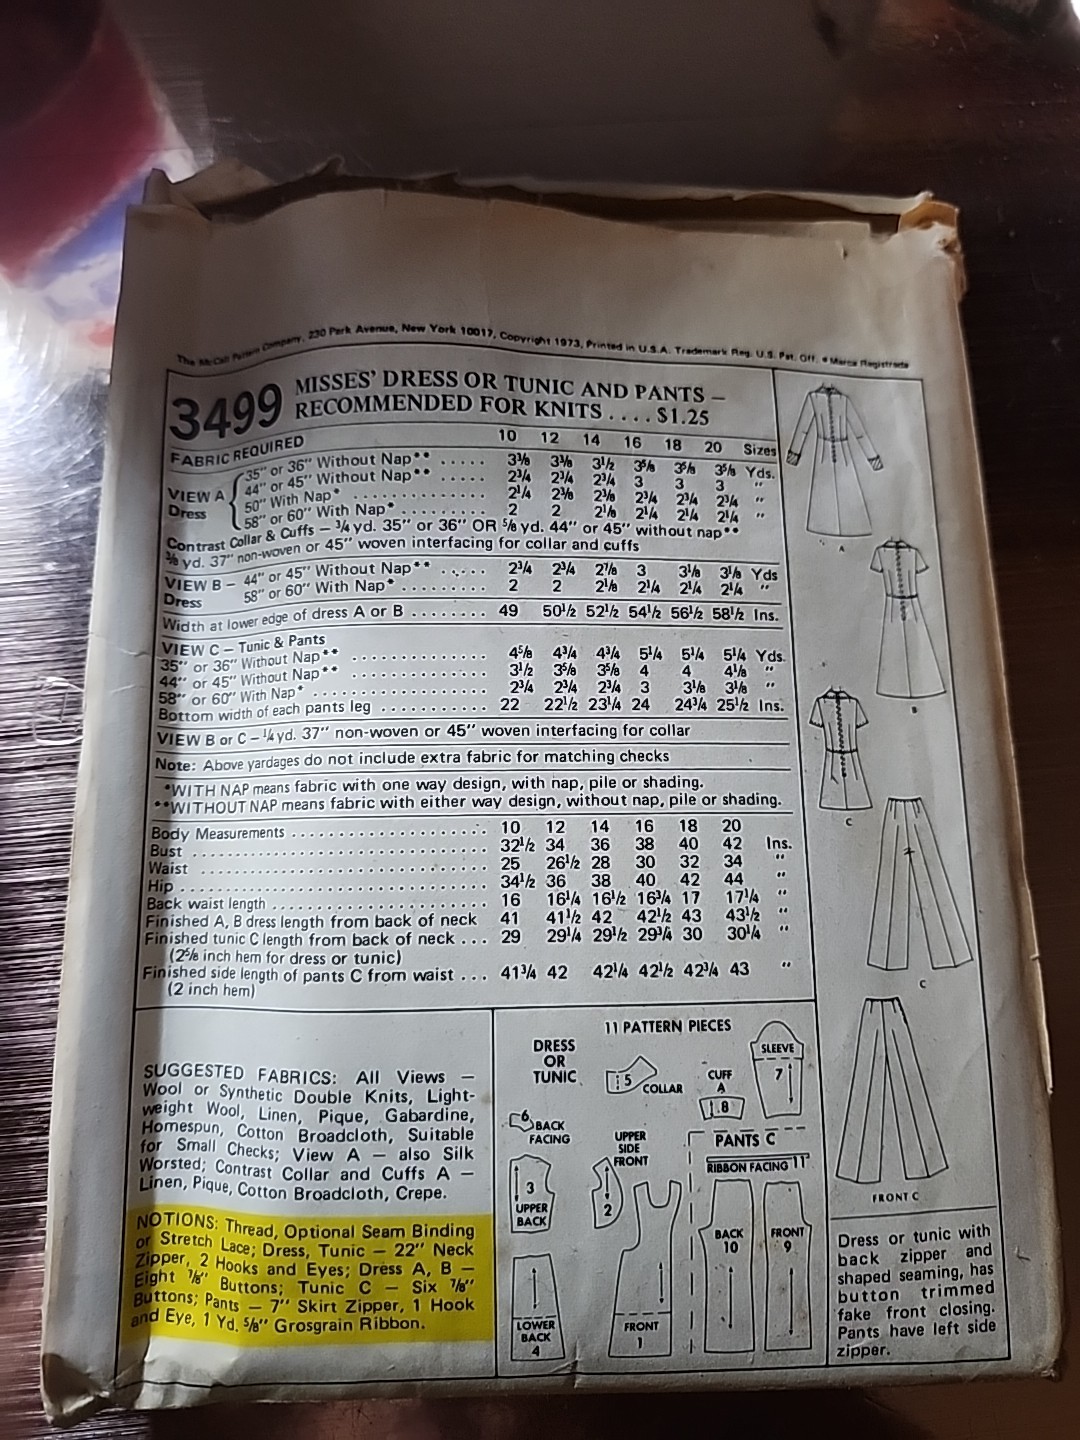 The McCall Pattern Company, 230 Park Avenue, New York 10017, Copyright 1973, Printed in U.S.A. Trademark Reg. U.S. Pat. Off. • Marca Registrada
3499 MISSES' DRESS OR TUNIC AND PANTS –
RECOMMENDED FOR KNITS .... $1.25
FABRIC REQUIRED 10 12 14 16 18 20 Sizes
VIEW A Dress
35" or 36" Without Nap** ..... 3⅜ 3⅜ 3½ 3⅝ 3⅝ 3⅝ Yds.
44" or 45" Without Nap** ..... 2¾ 2¾ 2¾ 3 3 3 "
50" With Nap* .............. 2¼ 2⅜ 2⅜ 2¾ 2¾ 2¾ "
58" or 60" With Nap* ......... 2 2 2⅛ 2¼ 2¼ 2¼ "
Contrast Collar & Cuffs – ¾ yd. 35" or 36" OR ⅝ yd. 44" or 45" without nap**
⅜ yd. 37" non-woven or 45" woven interfacing for collar and cuffs
VIEW B – 44" or 45" Without Nap** ..... 2¾ 2¾ 2⅞ 3 3⅛ 3⅛ Yds
Dress 58" or 60" With Nap* ......... 2 2 2⅛ 2¼ 2¼ 2¼ "
Width at lower edge of dress A or B ......... 49 50½ 52½ 54½ 56½ 58½ Ins.
VIEW C – Tunic & Pants
35" or 36" Without Nap** .............. 4⅝ 4¾ 4¾ 5¼ 5¼ 5¼ Yds.
44" or 45" Without Nap** .............. 3½ 3⅝ 3⅝ 4 4 4⅛ "
58" or 60" With Nap* .................. 2¾ 2¾ 2¾ 3 3⅛ 3⅛ "
Bottom width of each pants leg ........... 22 22½ 23¼ 24 24¾ 25½ Ins.
VIEW B or C – ¼ yd. 37" non-woven or 45" woven interfacing for collar
Note: Above yardages do not include extra fabric for matching checks
*WITH NAP means fabric with one way design, with nap, pile or shading.
**WITHOUT NAP means fabric with either way design, without nap, pile or shading.
Body Measurements ...................... 10 12 14 16 18 20
Bust ................................. 32½ 34 36 38 40 42 Ins.
Waist ................................ 25 26½ 28 30 32 34 "
Hip .................................. 34½ 36 38 40 42 44 "
Back waist length ........................ 16 16¼ 16½ 16¾ 17 17¼ "
Finished A, B dress length from back of neck 41 41½ 42 42½ 43 43½ "
Finished tunic C length from back of neck ... 29 29¼ 29½ 29¾ 30 30¼ "
(2⅝ inch hem for dress or tunic)
Finished side length of pants C from waist ... 41¾ 42 42¼ 42½ 42¾ 43 "
(2 inch hem)
A
B
C
C
FRONT C
SUGGESTED FABRICS: All Views –
Wool or Synthetic Double Knits, Light-
weight Wool, Linen, Pique, Gabardine,
Homespun, Cotton Broadcloth, Suitable
for Small Checks; View A – also Silk
Worsted; Contrast Collar and Cuffs A –
Linen, Pique, Cotton Broadcloth, Crepe.
NOTIONS: Thread, Optional Seam Binding
or Stretch Lace; Dress, Tunic – 22" Neck
Zipper, 2 Hooks and Eyes; Dress A, B –
Eight ⅞" Buttons; Tunic C – Six ⅞"
Buttons; Pants – 7" Skirt Zipper, 1 Hook
and Eye, 1 Yd. ⅝" Grosgrain Ribbon.
11 PATTERN PIECES
DRESS
OR
TUNIC
5 COLLAR
CUFF
A
8
SLEEVE
7
6 BACK
FACING
UPPER
SIDE
FRONT
2
3
UPPER
BACK
PANTS C
RIBBON FACING 11
BACK
10
FRONT
9
LOWER
BACK
4
FRONT
1
Dress or tunic with
back zipper and
shaped seaming, has
button trimmed
fake front closing.
Pants have left side
zipper.